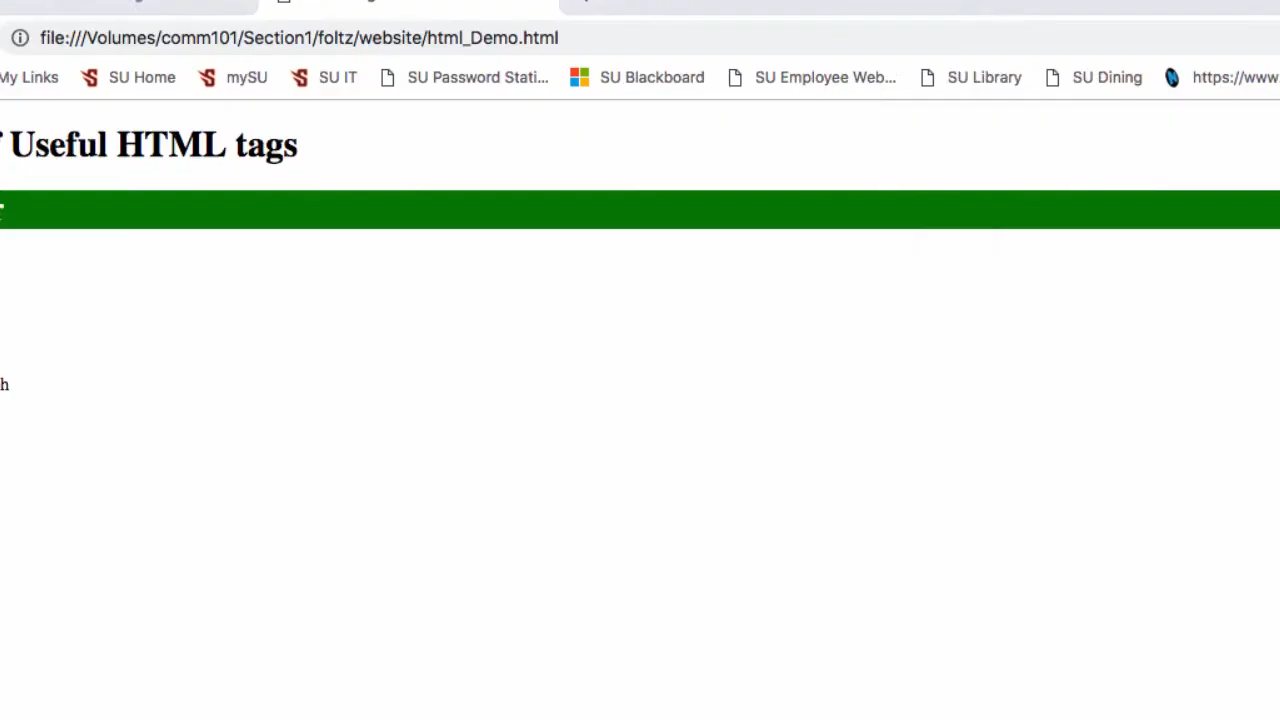 file:///Volumes/comm101/Section1/foltz/website/html_Demo.html
My Links SU Home mySU SU IT SU Password Stati... SU Blackboard SU Employee Web... SU Library SU Dining https://www.
Useful HTML tags
h